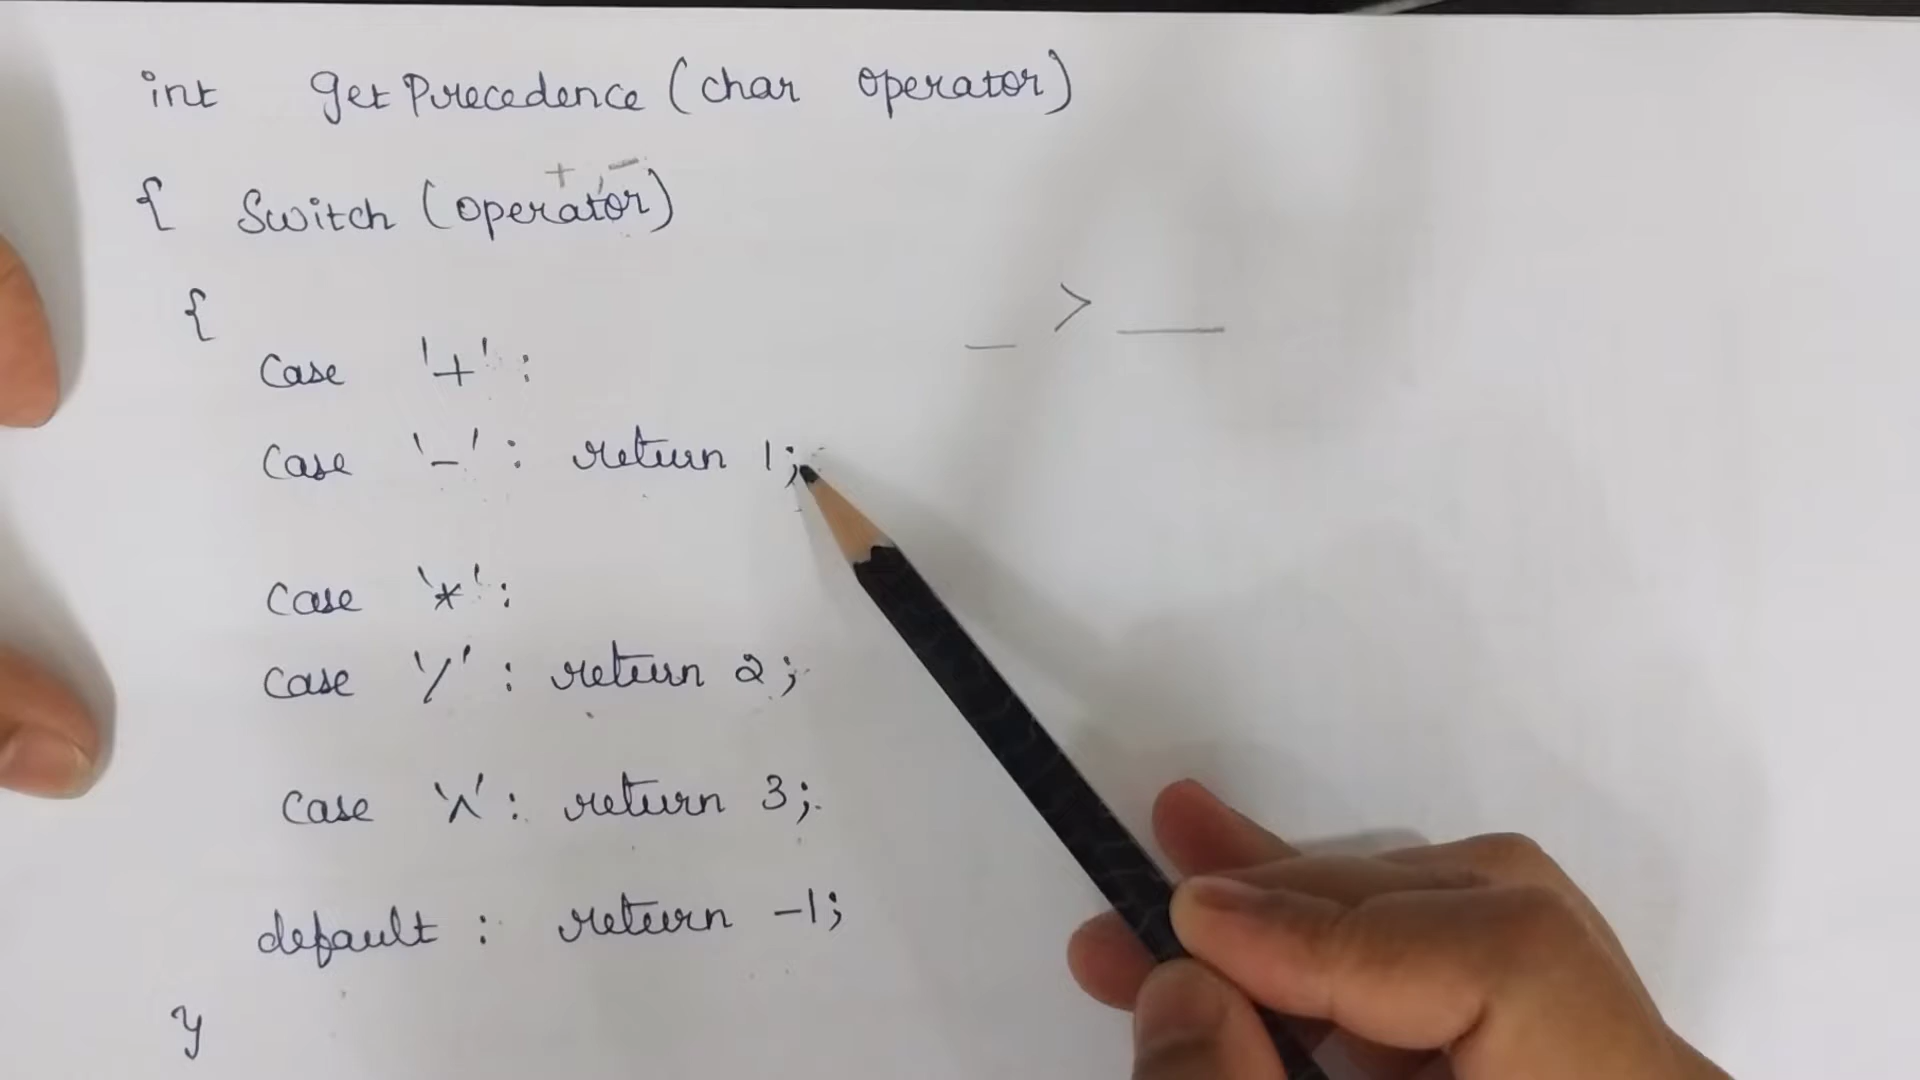 int getPrecedence (char operator)
+, -
{ Switch (operator)
{
_ > __
Case '+' :
Case '-' : return 1;
Case '*' :
Case '/' : return 2;
Case '^' : return 3;
default : return -1;
}